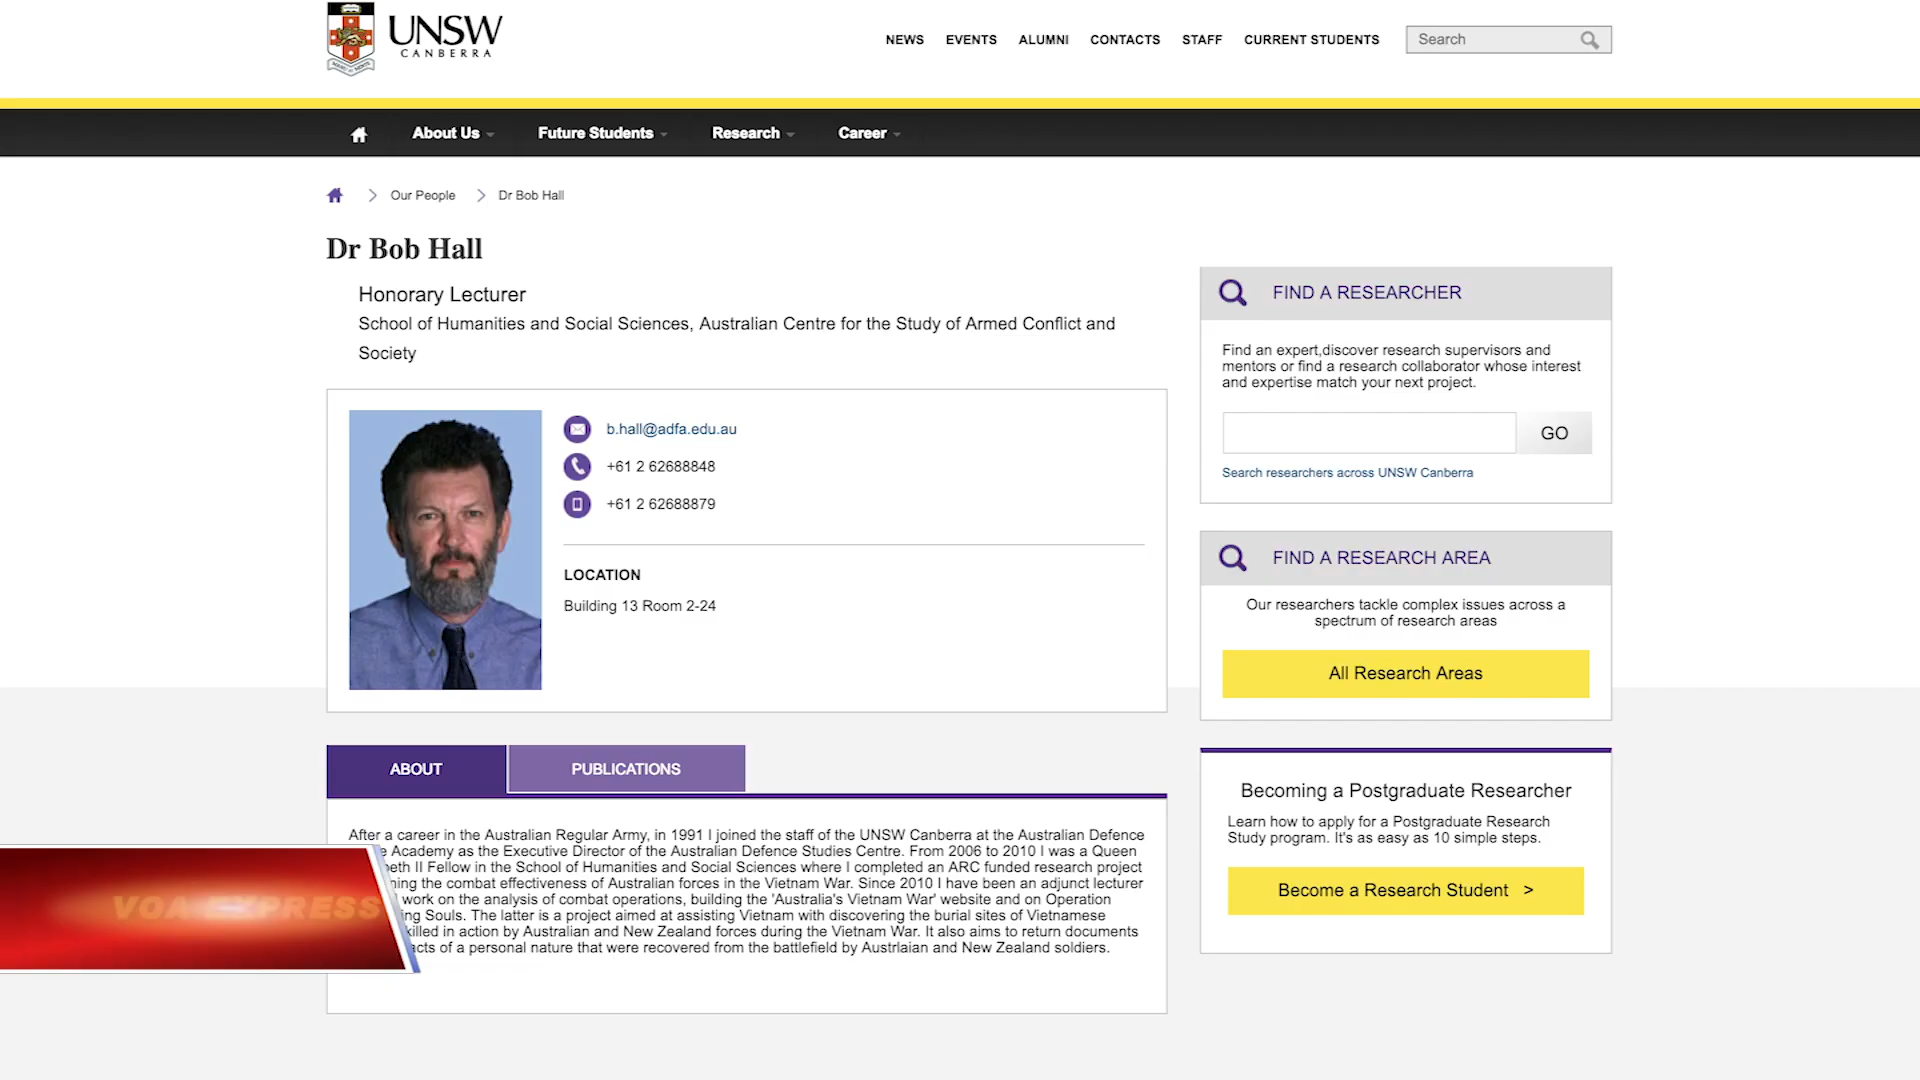 UNSW
CANBERRA
NEWS EVENTS ALUMNI CONTACTS STAFF CURRENT STUDENTS Search
About Us Future Students Research Career
Our People Dr Bob Hall
Dr Bob Hall
Honorary Lecturer
School of Humanities and Social Sciences, Australian Centre for the Study of Armed Conflict and
Society
b.hall@adfa.edu.au
+61 2 62688848
+61 2 62688879
LOCATION
Building 13 Room 2-24
ABOUT PUBLICATIONS
After a career in the Australian Regular Army, in 1991 I joined the staff of the UNSW Canberra at the Australian Defence
Academy as the Executive Director of the Australian Defence Studies Centre. From 2006 to 2010 I was a Queen
II Fellow in the School of Humanities and Social Sciences where I completed an ARC funded research project
the combat effectiveness of Australian forces in the Vietnam War. Since 2010 I have been an adjunct lecturer
work on the analysis of combat operations, building the 'Australia's Vietnam War' website and on Operation
Souls. The latter is a project aimed at assisting Vietnam with discovering the burial sites of Vietnamese
killed in action by Australian and New Zealand forces during the Vietnam War. It also aims to return documents
of a personal nature that were recovered from the battlefield by Austrlaian and New Zealand soldiers.
VOA EXPRESS
FIND A RESEARCHER
Find an expert,discover research supervisors and
mentors or find a research collaborator whose interest
and expertise match your next project.
GO
Search researchers across UNSW Canberra
FIND A RESEARCH AREA
Our researchers tackle complex issues across a
spectrum of research areas
All Research Areas
Becoming a Postgraduate Researcher
Learn how to apply for a Postgraduate Research
Study program. It's as easy as 10 simple steps.
Become a Research Student >